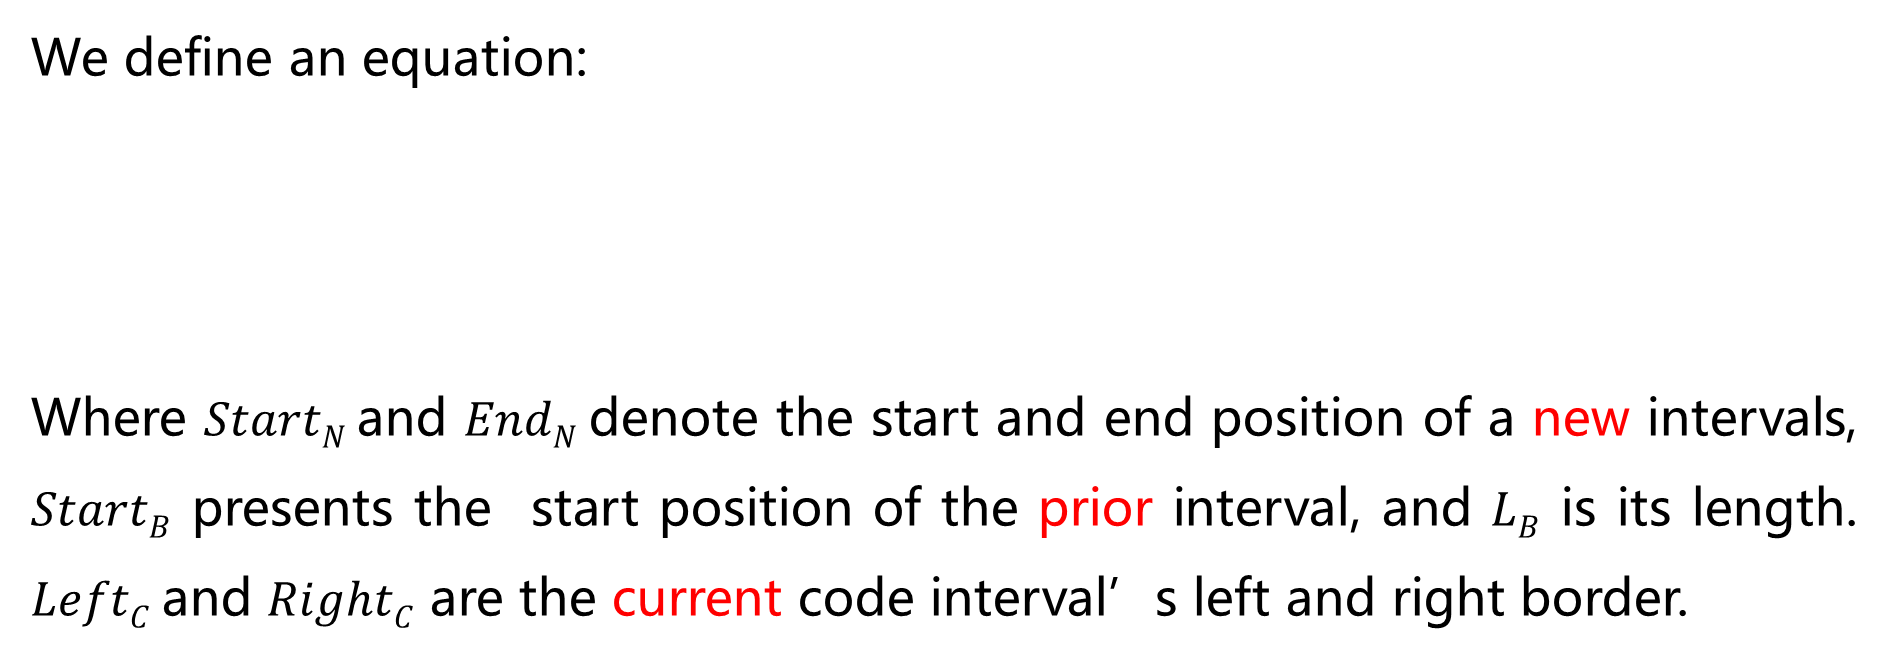 We define an equation:
Where Start_N and End_N denote the start and end position of a new intervals,
Start_B presents the start position of the prior interval, and L_B is its length.
Left_C and Right_C are the current code interval's left and right border.